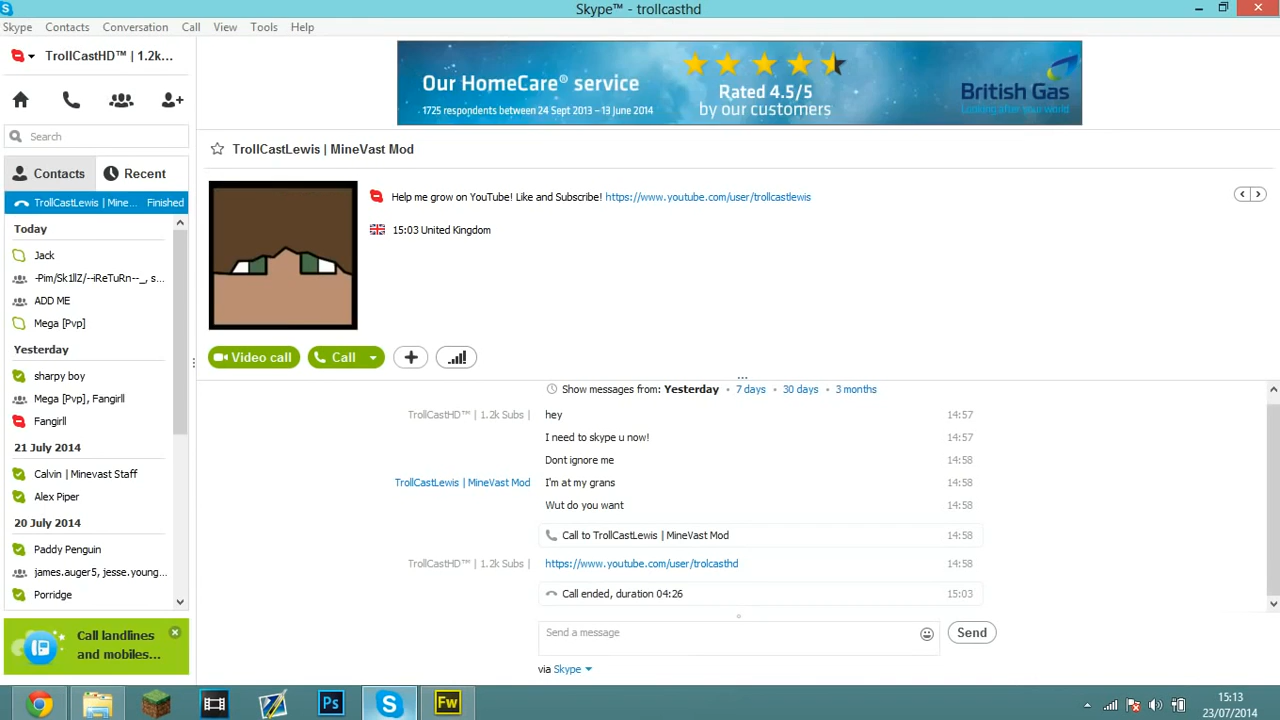 Skype™ - trollcasthd
Skype Contacts Conversation Call View Tools Help
TrollCastHD™ | 1.2k...
Our HomeCare® service
1725 respondents between 24 Sept 2013 – 13 June 2014
Rated 4.5/5
by our customers
British Gas
Looking after your world
Search
Contacts Recent
TrollCastLewis | Mine... Finished
Today
Jack
-Pim/Sk1llZ/--iReTuRn--_, s...
ADD ME
Mega [Pvp]
Yesterday
sharpy boy
Mega [Pvp], Fangirll
Fangirll
21 July 2014
Calvin | Minevast Staff
Alex Piper
20 July 2014
Paddy Penguin
james.auger5, jesse.young...
Porridge
Call landlines
and mobiles...
TrollCastLewis | MineVast Mod
Help me grow on YouTube! Like and Subscribe! https://www.youtube.com/user/trollcastlewis
15:03 United Kingdom
Video call Call
Show messages from: Yesterday • 7 days • 30 days • 3 months
TrollCastHD™ | 1.2k Subs | hey 14:57
I need to skype u now! 14:57
Dont ignore me 14:58
TrollCastLewis | MineVast Mod I'm at my grans 14:58
Wut do you want 14:58
Call to TrollCastLewis | MineVast Mod 14:58
TrollCastHD™ | 1.2k Subs | https://www.youtube.com/user/trolcasthd 14:58
Call ended, duration 04:26 15:03
Send a message Send
via Skype
Ps S Fw
15:13
23/07/2014